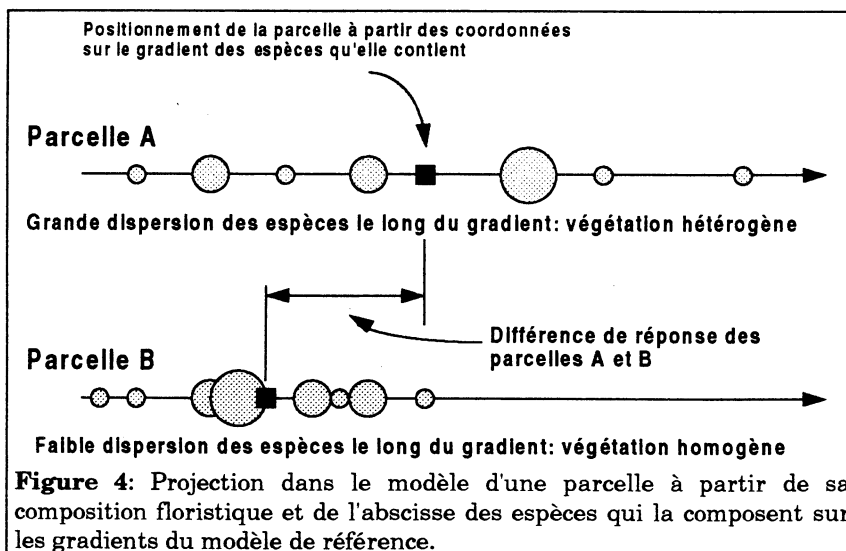 Positionnement de la parcelle à partir des coordonnées
sur le gradient des espèces qu'elle contient
Parcelle A
Grande dispersion des espèces le long du gradient: végétation hétérogène
Différence de réponse des
parcelles A et B
Parcelle B
Faible dispersion des espèces le long du gradient: végétation homogène
Figure 4: Projection dans le modèle d'une parcelle à partir de sa
composition floristique et de l'abscisse des espèces qui la composent sur
les gradients du modèle de référence.